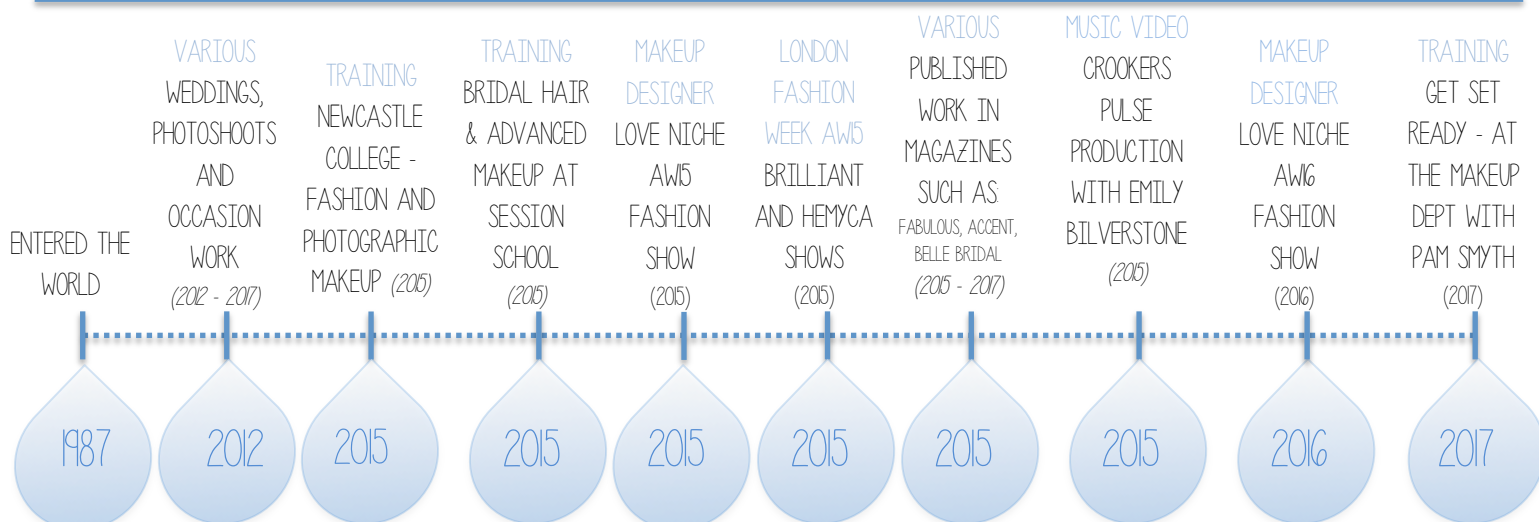 ENTERED THE
WORLD
VARIOUS
WEDDINGS,
PHOTOSHOOTS
AND
OCCASION
WORK
(2012 - 2017)
TRAINING
NEWCASTLE
COLLEGE -
FASHION AND
PHOTOGRAPHIC
MAKEUP (2015)
TRAINING
BRIDAL HAIR
& ADVANCED
MAKEUP AT
SESSION
SCHOOL
(2015)
MAKEUP
DESIGNER
LOVE NICHE
AW15
FASHION
SHOW
(2015)
LONDON
FASHION
WEEK AW15
BRILLIANT
AND HEMYCA
SHOWS
(2015)
VARIOUS
PUBLISHED
WORK IN
MAGAZINES
SUCH AS:
FABULOUS, ACCENT,
BELLE BRIDAL
(2015 - 2017)
MUSIC VIDEO
CROOKERS
PULSE
PRODUCTION
WITH EMILY
BILVERSTONE
(2015)
MAKEUP
DESIGNER
LOVE NICHE
AW16
FASHION
SHOW
(2016)
TRAINING
GET SET
READY - AT
THE MAKEUP
DEPT WITH
PAM SMYTH
(2017)
1987
2012
2015
2015
2015
2015
2015
2015
2016
2017